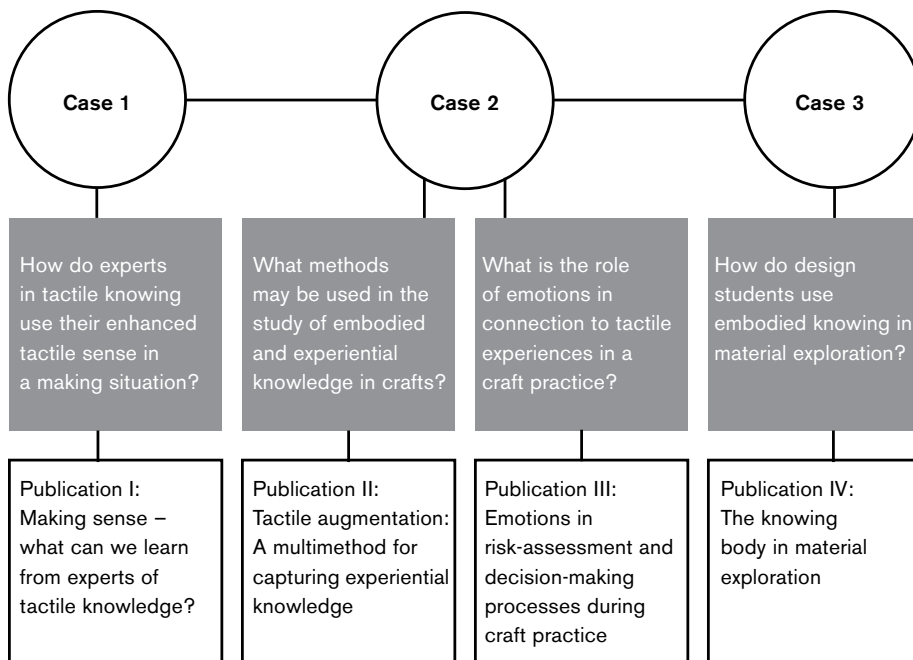 Case 1
Case 2
Case 3
How do experts
in tactile knowing
use their enhanced
tactile sense in
a making situation?
What methods
may be used in the
study of embodied
and experiential
knowledge in crafts?
What is the role
of emotions in
connection to tactile
experiences in a
craft practice?
How do design
students use
embodied knowing in
material exploration?
Publication I:
Making sense –
what can we learn
from experts of
tactile knowledge?
Publication II:
Tactile augmentation:
A multimethod for
capturing experiential
knowledge
Publication III:
Emotions in
risk-assessment and
decision-making
processes during
craft practice
Publication IV:
The knowing
body in material
exploration